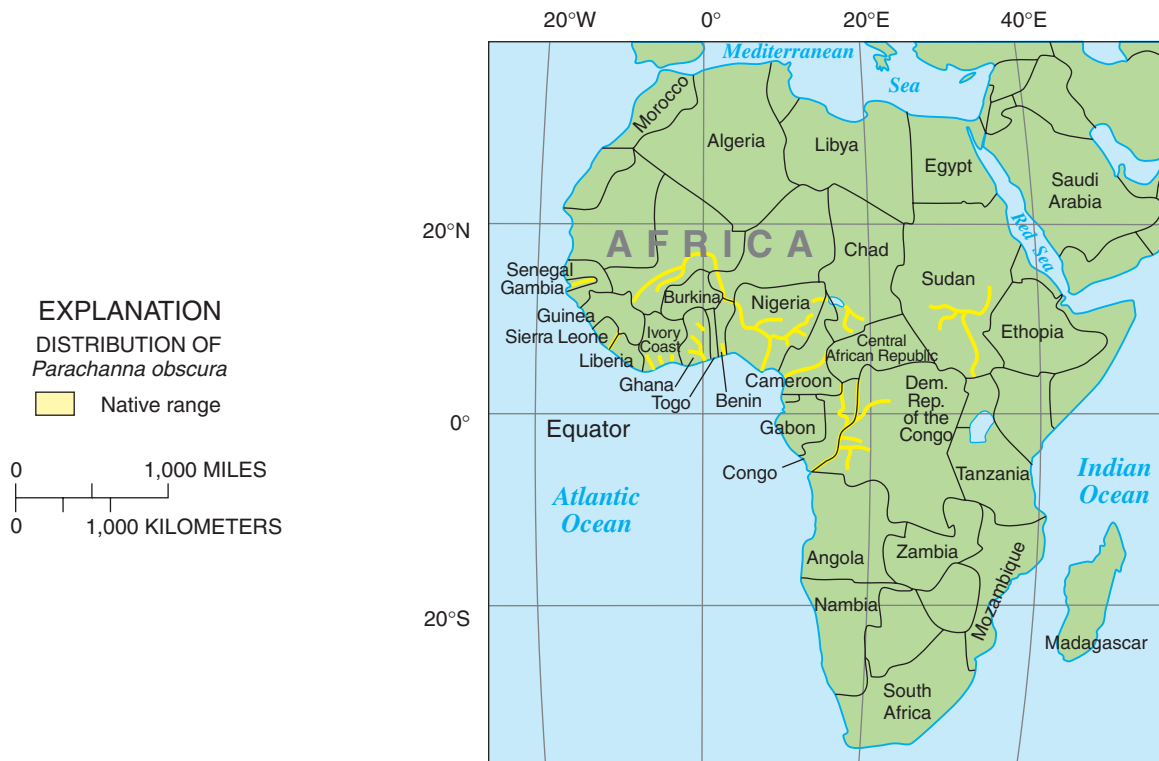 20°W 0° 20°E 40°E
Mediterranean
Sea
Morocco
Algeria
Libya
Egypt
Saudi
Arabia
Red Sea
20°N
AFRICA
Chad
Sudan
Senegal
Gambia
Burkina
Nigeria
Guinea
Sierra Leone
Ivory
Coast
Ethiopia
Central
African Republic
Liberia
Ghana
Togo
Benin
Cameroon
Dem.
Rep.
of the
Congo
0°
Equator
Gabon
Congo
Tanzania
Indian
Ocean
Atlantic
Ocean
Angola
Zambia
Mozambique
Nambia
20°S
Madagascar
South
Africa
EXPLANATION
DISTRIBUTION OF
Parachanna obscura
Native range
0 1,000 MILES
0 1,000 KILOMETERS